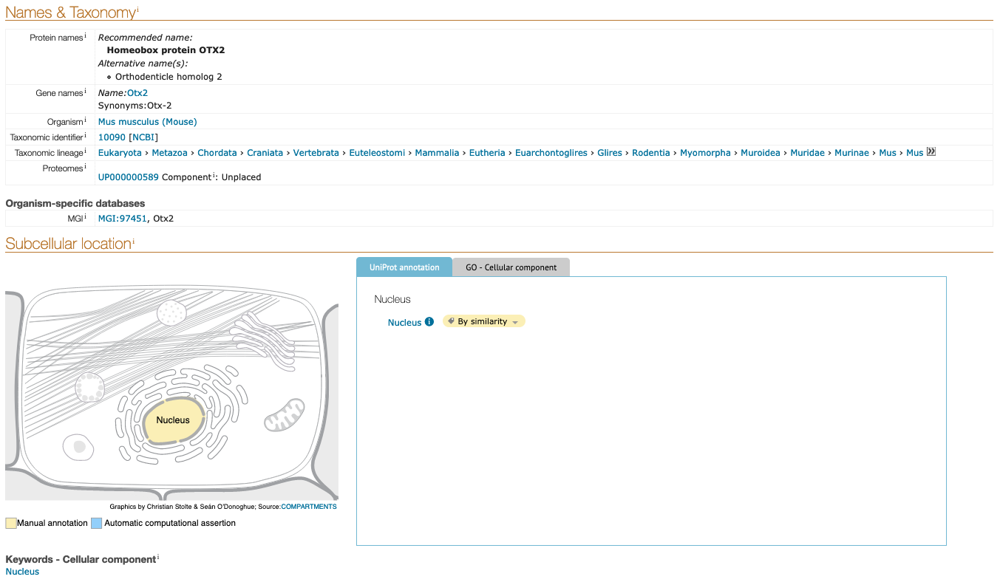 Names & Taxonomyi
Protein namesi Recommended name:
Homeobox protein OTX2
Alternative name(s):
Orthodenticle homolog 2
Gene namesi Name:Otx2
Synonyms:Otx-2
Organismi Mus musculus (Mouse)
Taxonomic identifieri 10090 [NCBI]
Taxonomic lineagei Eukaryota › Metazoa › Chordata › Craniata › Vertebrata › Euteleostomi › Mammalia › Eutheria › Euarchontoglires › Glires › Rodentia › Myomorpha › Muroidea › Muridae › Murinae › Mus › Mus »
Proteomesi
UP000000589 Componenti: Unplaced
Organism-specific databases
MGIi MGI:97451, Otx2
Subcellular locationi
UniProt annotation GO - Cellular component
Nucleus
Nucleus i By similarity
Nucleus
Graphics by Christian Stolte & Seán O'Donoghue; Source:COMPARTMENTS
Manual annotation Automatic computational assertion
Keywords - Cellular componenti
Nucleus